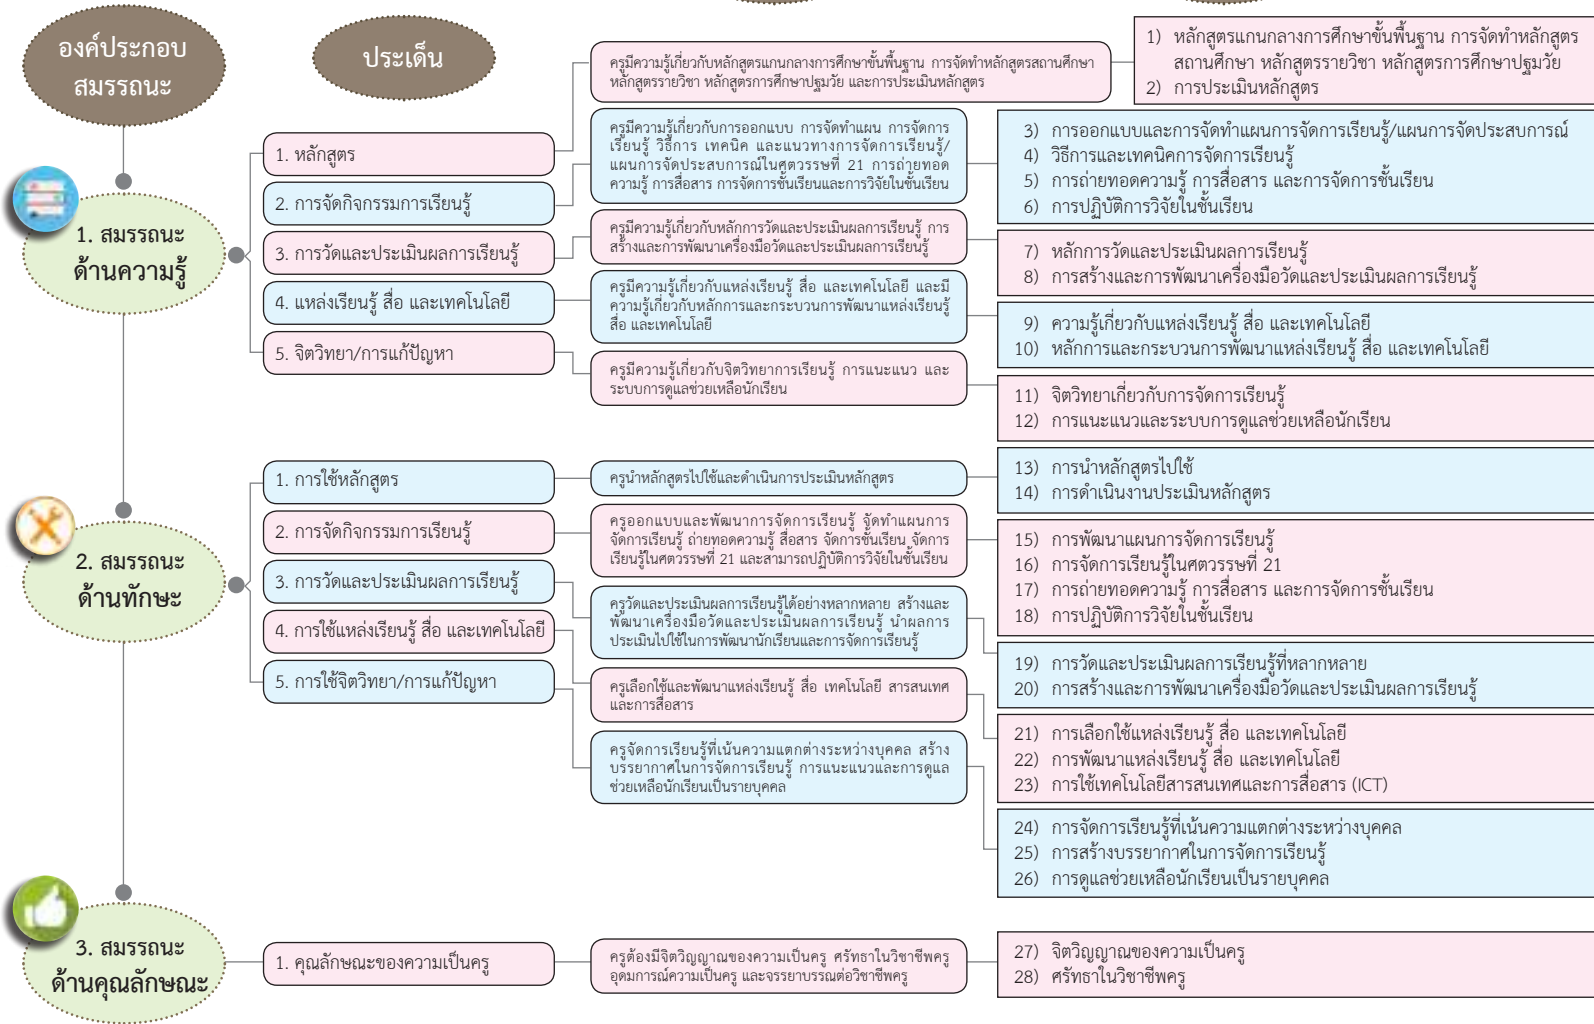 องค์ประกอบ
สมรรถนะ
ประเด็น
1. สมรรถนะ
ด้านความรู้
1. หลักสูตร
2. การจัดกิจกรรมการเรียนรู้
3. การวัดและประเมินผลการเรียนรู้
4. แหล่งเรียนรู้ สื่อ และเทคโนโลยี
5. จิตวิทยา/การแก้ปัญหา
ครูมีความรู้เกี่ยวกับหลักสูตรแกนกลางการศึกษาขั้นพื้นฐาน การจัดทำหลักสูตรสถานศึกษา
หลักสูตรรายวิชา หลักสูตรการศึกษาปฐมวัย และการประเมินหลักสูตร
ครูมีความรู้เกี่ยวกับการออกแบบ การจัดทำแผน การจัดการ
เรียนรู้ วิธีการ เทคนิค และแนวทางการจัดการเรียนรู้/
แผนการจัดประสบการณ์ในศตวรรษที่ 21 การถ่ายทอด
ความรู้ การสื่อสาร การจัดการชั้นเรียนและการวิจัยในชั้นเรียน
ครูมีความรู้เกี่ยวกับหลักการวัดและประเมินผลการเรียนรู้ การ
สร้างและการพัฒนาเครื่องมือวัดและประเมินผลการเรียนรู้
ครูมีความรู้เกี่ยวกับแหล่งเรียนรู้ สื่อ และเทคโนโลยี และมี
ความรู้เกี่ยวกับหลักการและกระบวนการพัฒนาแหล่งเรียนรู้
สื่อ และเทคโนโลยี
ครูมีความรู้เกี่ยวกับจิตวิทยาการเรียนรู้ การแนะแนว และ
ระบบการดูแลช่วยเหลือนักเรียน
1) หลักสูตรแกนกลางการศึกษาขั้นพื้นฐาน การจัดทำหลักสูตร
สถานศึกษา หลักสูตรรายวิชา หลักสูตรการศึกษาปฐมวัย
2) การประเมินหลักสูตร
3) การออกแบบและการจัดทำแผนการจัดการเรียนรู้/แผนการจัดประสบการณ์
4) วิธีการและเทคนิคการจัดการเรียนรู้
5) การถ่ายทอดความรู้ การสื่อสาร และการจัดการชั้นเรียน
6) การปฏิบัติการวิจัยในชั้นเรียน
7) หลักการวัดและประเมินผลการเรียนรู้
8) การสร้างและการพัฒนาเครื่องมือวัดและประเมินผลการเรียนรู้
9) ความรู้เกี่ยวกับแหล่งเรียนรู้ สื่อ และเทคโนโลยี
10) หลักการและกระบวนการพัฒนาแหล่งเรียนรู้ สื่อ และเทคโนโลยี
11) จิตวิทยาเกี่ยวกับการจัดการเรียนรู้
12) การแนะแนวและระบบการดูแลช่วยเหลือนักเรียน
2. สมรรถนะ
ด้านทักษะ
1. การใช้หลักสูตร
2. การจัดกิจกรรมการเรียนรู้
3. การวัดและประเมินผลการเรียนรู้
4. การใช้แหล่งเรียนรู้ สื่อ และเทคโนโลยี
5. การใช้จิตวิทยา/การแก้ปัญหา
ครูนำหลักสูตรไปใช้และดำเนินการประเมินหลักสูตร
ครูออกแบบและพัฒนาการจัดการเรียนรู้ จัดทำแผนการ
จัดการเรียนรู้ ถ่ายทอดความรู้ สื่อสาร จัดการชั้นเรียน จัดการ
เรียนรู้ในศตวรรษที่ 21 และสามารถปฏิบัติการวิจัยในชั้นเรียน
ครูวัดและประเมินผลการเรียนรู้ได้อย่างหลากหลาย สร้างและ
พัฒนาเครื่องมือวัดและประเมินผลการเรียนรู้ นำผลการ
ประเมินไปใช้ในการพัฒนานักเรียนและการจัดการเรียนรู้
ครูเลือกใช้และพัฒนาแหล่งเรียนรู้ สื่อ เทคโนโลยี สารสนเทศ
และการสื่อสาร
ครูจัดการเรียนรู้ที่เน้นความแตกต่างระหว่างบุคคล สร้าง
บรรยากาศในการจัดการเรียนรู้ การแนะแนวและการดูแล
ช่วยเหลือนักเรียนเป็นรายบุคคล
13) การนำหลักสูตรไปใช้
14) การดำเนินงานประเมินหลักสูตร
15) การพัฒนาแผนการจัดการเรียนรู้
16) การจัดการเรียนรู้ในศตวรรษที่ 21
17) การถ่ายทอดความรู้ การสื่อสาร และการจัดการชั้นเรียน
18) การปฏิบัติการวิจัยในชั้นเรียน
19) การวัดและประเมินผลการเรียนรู้ที่หลากหลาย
20) การสร้างและการพัฒนาเครื่องมือวัดและประเมินผลการเรียนรู้
21) การเลือกใช้แหล่งเรียนรู้ สื่อ และเทคโนโลยี
22) การพัฒนาแหล่งเรียนรู้ สื่อ และเทคโนโลยี
23) การใช้เทคโนโลยีสารสนเทศและการสื่อสาร (ICT)
24) การจัดการเรียนรู้ที่เน้นความแตกต่างระหว่างบุคคล
25) การสร้างบรรยากาศในการจัดการเรียนรู้
26) การดูแลช่วยเหลือนักเรียนเป็นรายบุคคล
3. สมรรถนะ
ด้านคุณลักษณะ
1. คุณลักษณะของความเป็นครู
ครูต้องมีจิตวิญญาณของความเป็นครู ศรัทธาในวิชาชีพครู
อุดมการณ์ความเป็นครู และจรรยาบรรณต่อวิชาชีพครู
27) จิตวิญญาณของความเป็นครู
28) ศรัทธาในวิชาชีพครู